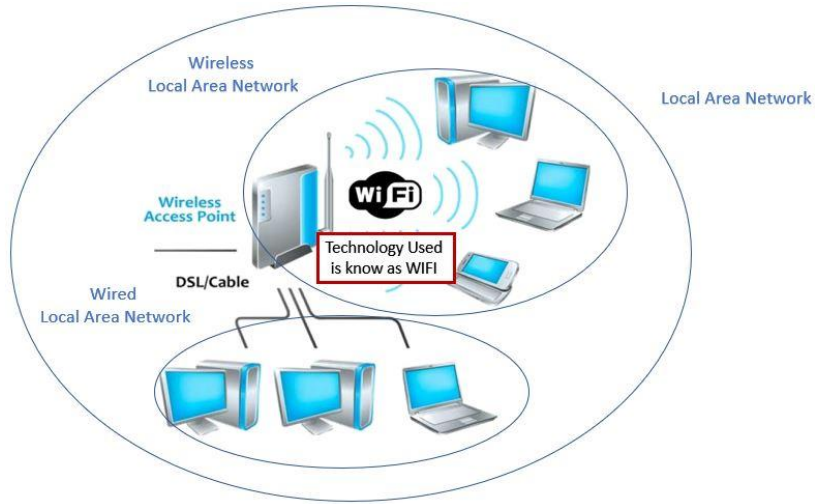 Wireless
Local Area Network
Local Area Network
WiFi
Wireless
Access Point
Technology Used
is know as WIFI
DSL/Cable
Wired
Local Area Network